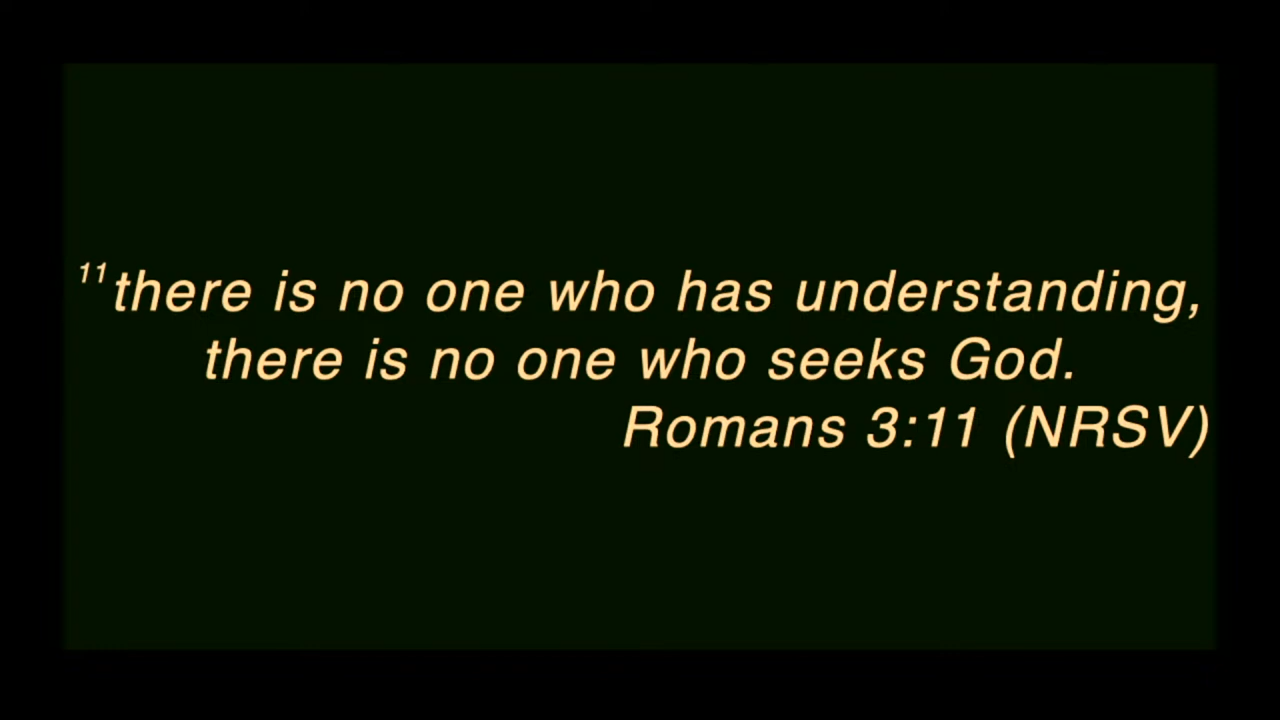 11there is no one who has understanding,
there is no one who seeks God.
Romans 3:11 (NRSV)